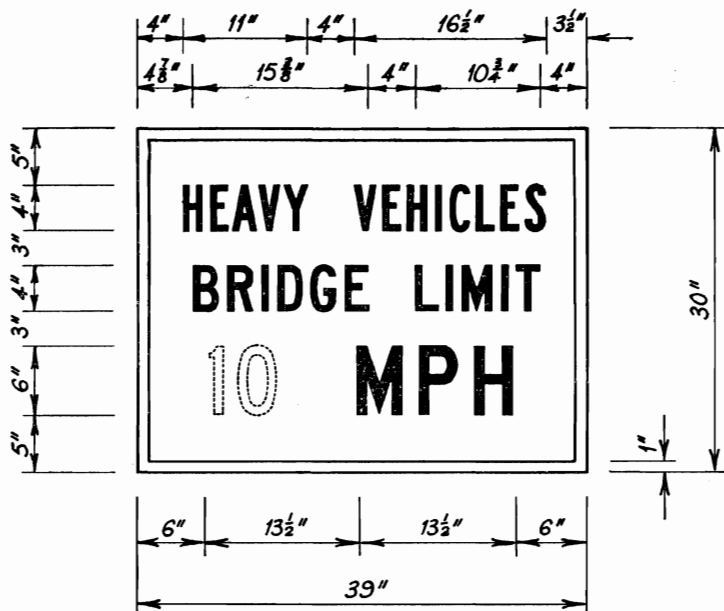 4" 11" 4" 16½" 3½"
4⅞" 15⅜" 4" 10¾" 4"
5"
4"
3"
4"
3"
6"
5"
HEAVY VEHICLES
BRIDGE LIMIT
10 MPH
30"
1"
6" 13½" 13½" 6"
39"